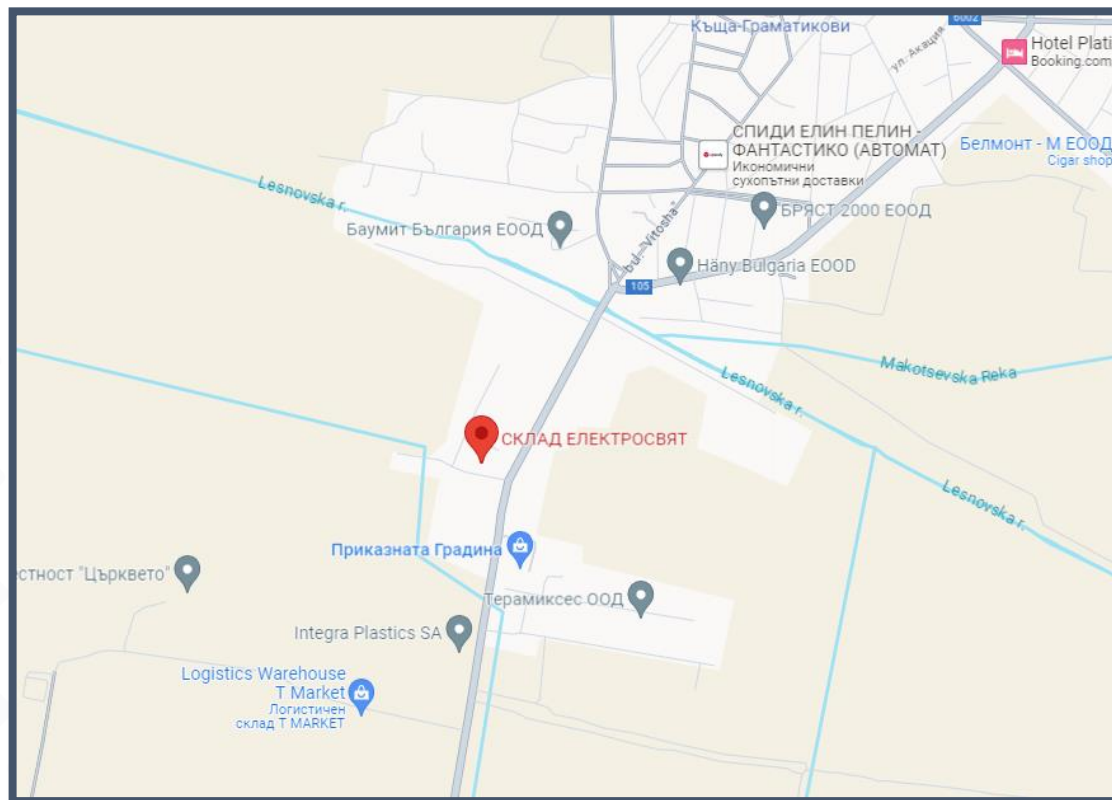 6002
Къща-Граматикови
ул. Акация
Hotel Plati
Booking.com
СПИДИ ЕЛИН ПЕЛИН -
ФАНТАСТИКО (АВТОМАТ)
Икономични
сухопътни доставки
Белмонт - М ЕООД
Cigar shop
Lesnovska r.
Баумит България ЕООД
БРЯСТ 2000 ЕООД
bul. "Vitosha"
Häny Bulgaria EOOD
105
Makotsevska Reka
Lesnovska r.
СКЛАД ЕЛЕКТРОСВЯТ
Lesnovska r.
Приказната Градина
естност "Църквето"
Терамиксес ООД
Integra Plastics SA
Logistics Warehouse
T Market
Логистичен
склад T MARKET